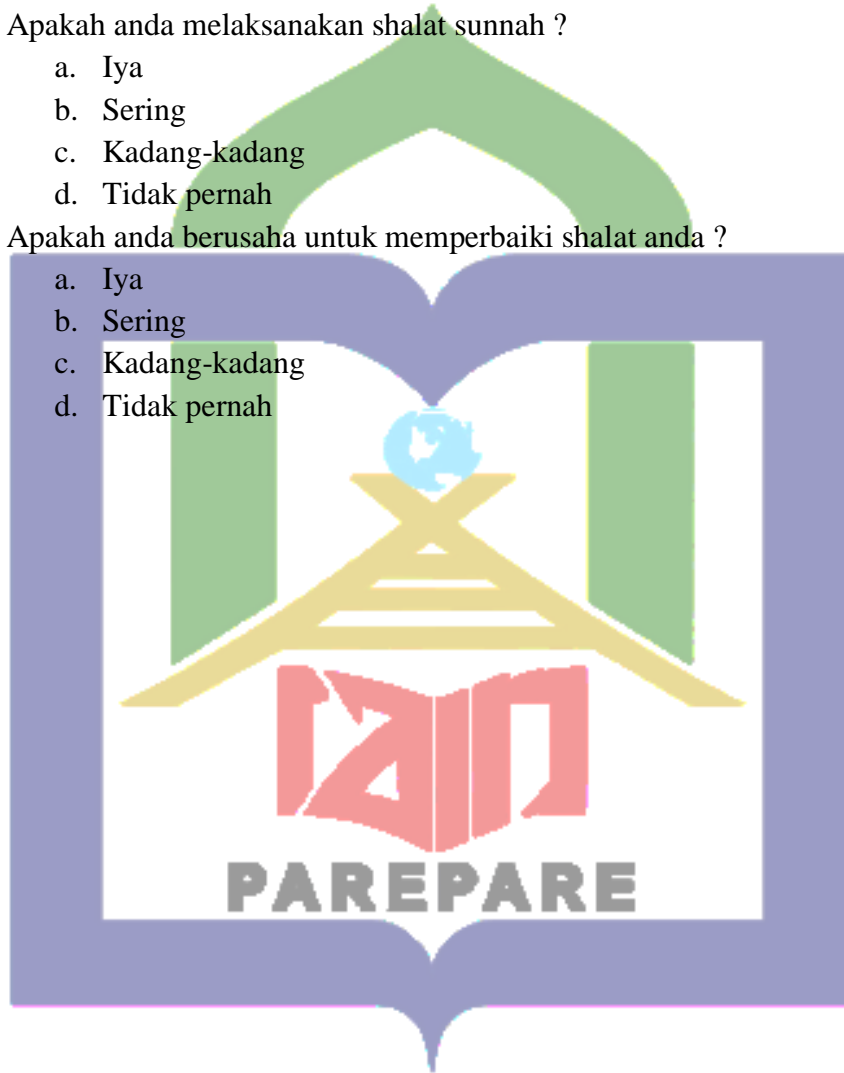 Apakah anda melaksanakan shalat sunnah ?
a. Iya
b. Sering
c. Kadang-kadang
d. Tidak pernah
Apakah anda berusaha untuk memperbaiki shalat anda ?
a. Iya
b. Sering
c. Kadang-kadang
d. Tidak pernah
iain
PAREPARE